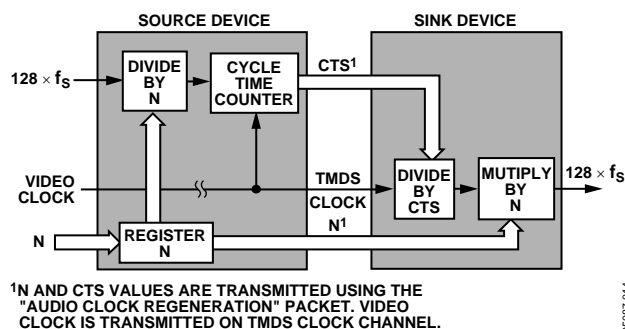 SOURCE DEVICE
SINK DEVICE
128 × fS
DIVIDE
BY
N
CYCLE
TIME
COUNTER
CTS1
VIDEO
CLOCK
TMDS
CLOCK
N1
DIVIDE
BY
CTS
MUTIPLY
BY
N
128 × fS
N
REGISTER
N
1N AND CTS VALUES ARE TRANSMITTED USING THE
"AUDIO CLOCK REGENERATION" PACKET. VIDEO
CLOCK IS TRANSMITTED ON TMDS CLOCK CHANNEL.